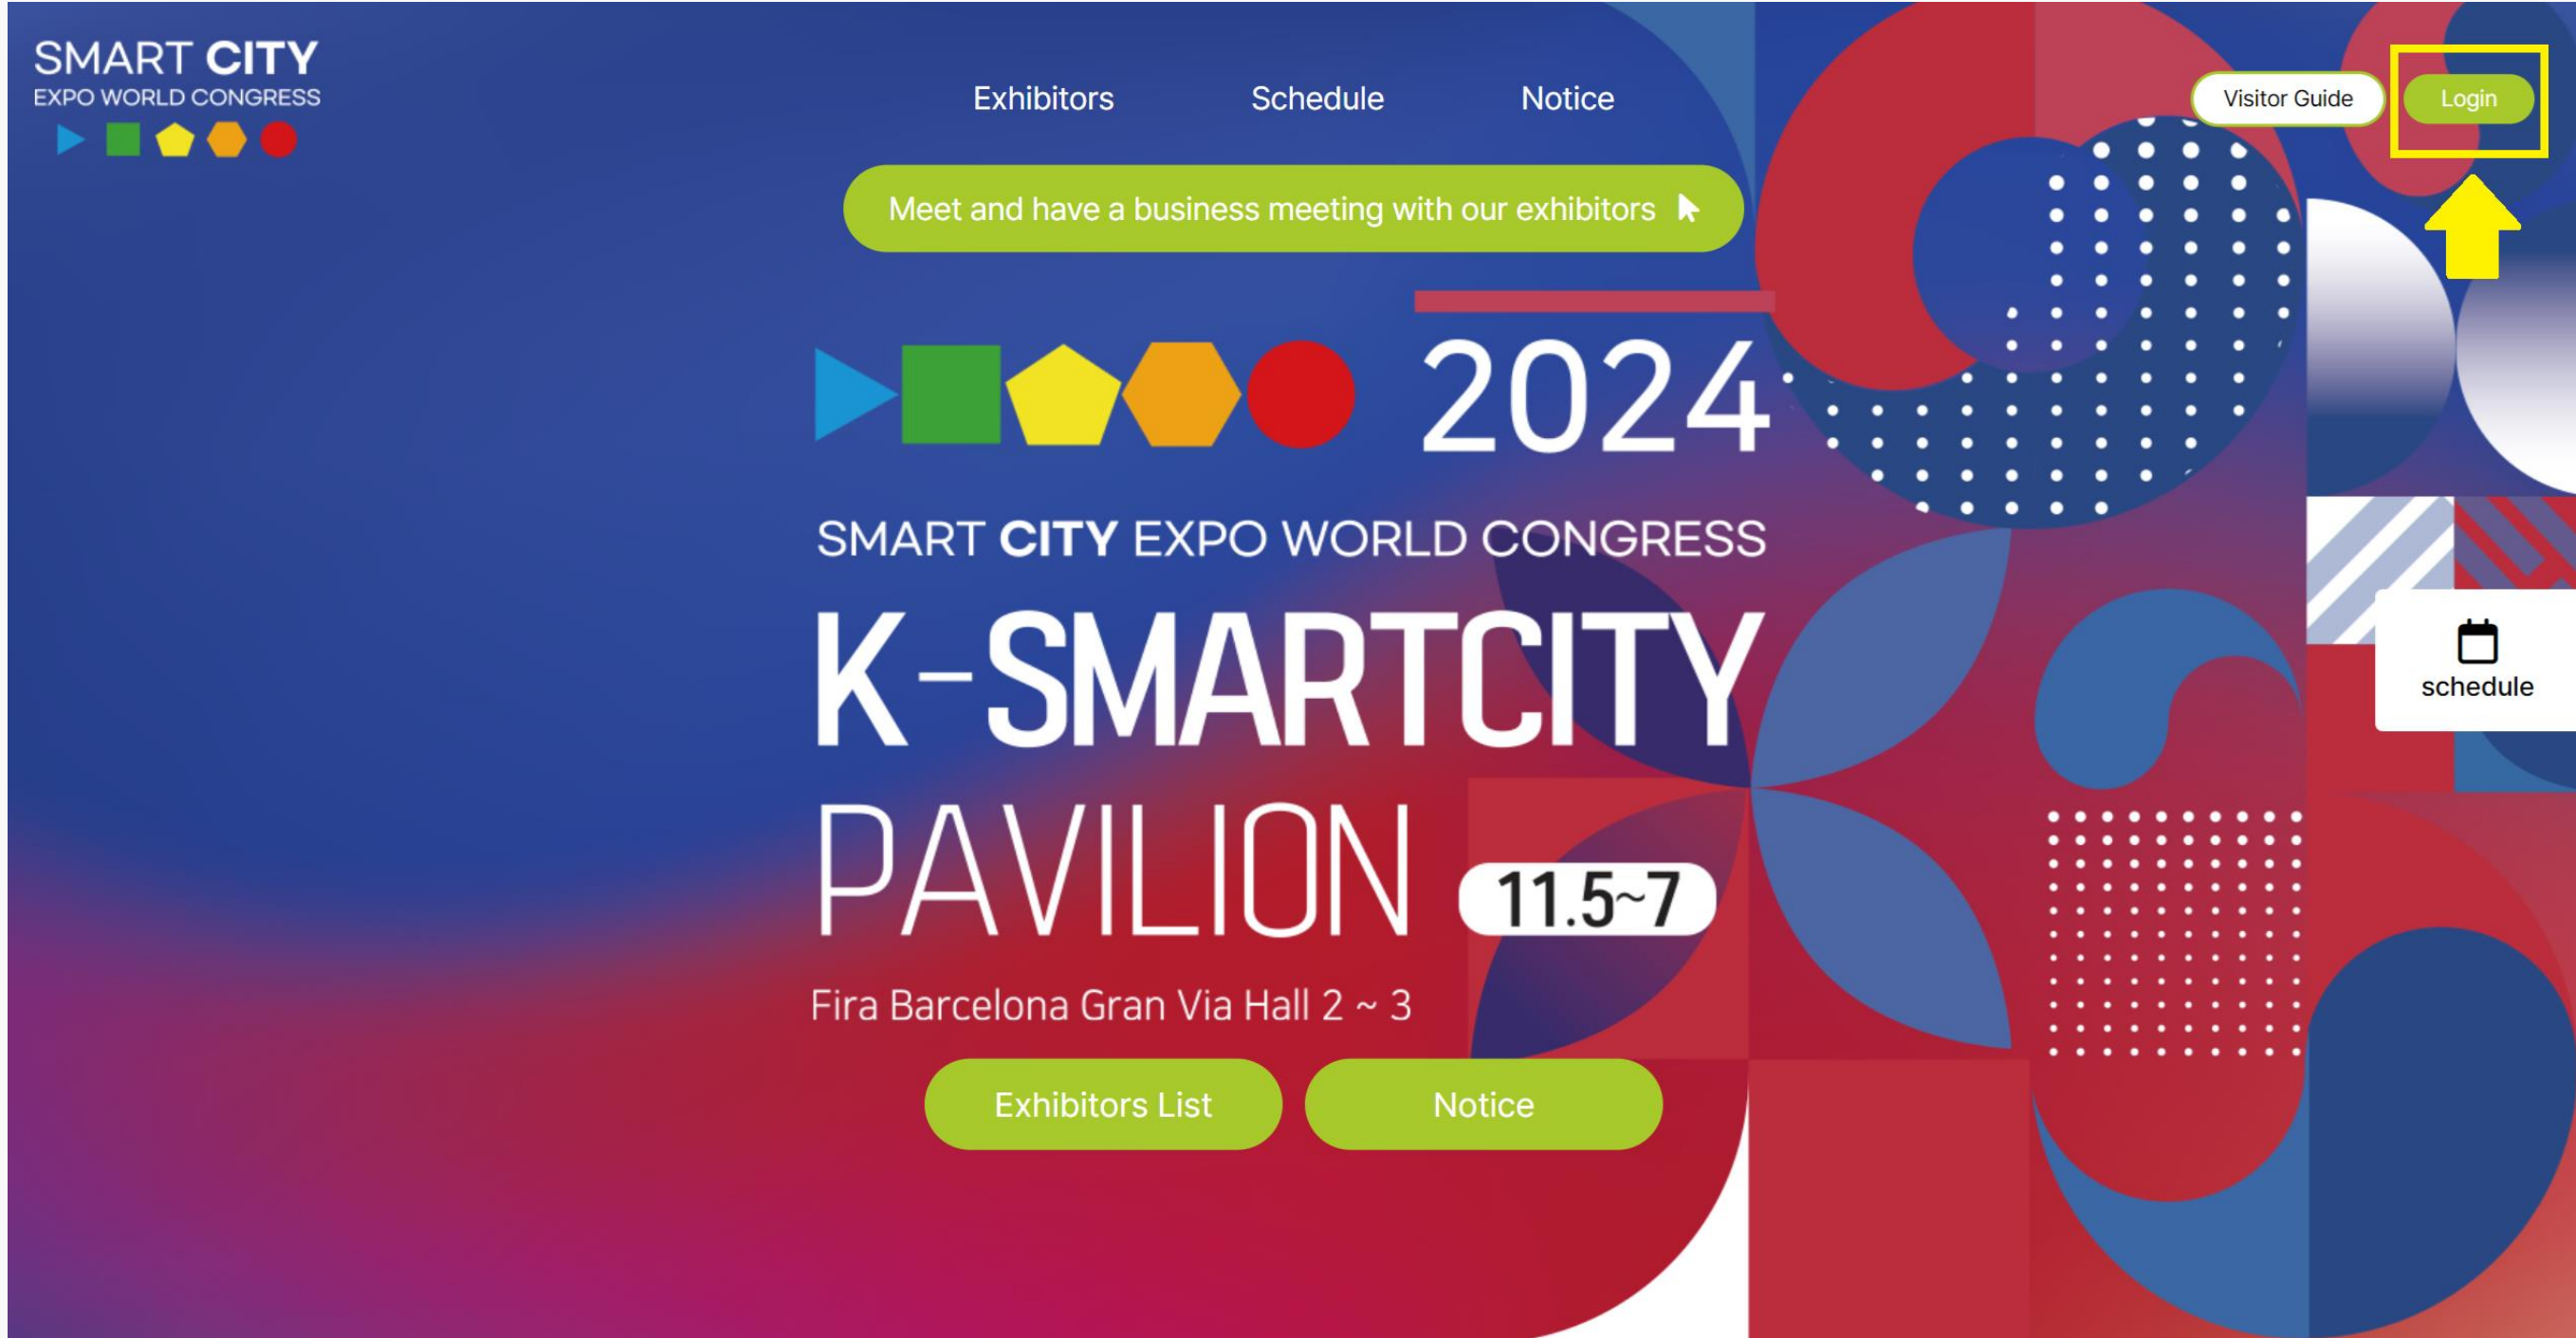 SMART CITY
EXPO WORLD CONGRESS
Exhibitors
Schedule
Notice
Visitor Guide
Login
Meet and have a business meeting with our exhibitors
2024
SMART CITY EXPO WORLD CONGRESS
K-SMARTCITY
PAVILION
11.5~7
Fira Barcelona Gran Via Hall 2 ~ 3
schedule
Exhibitors List
Notice